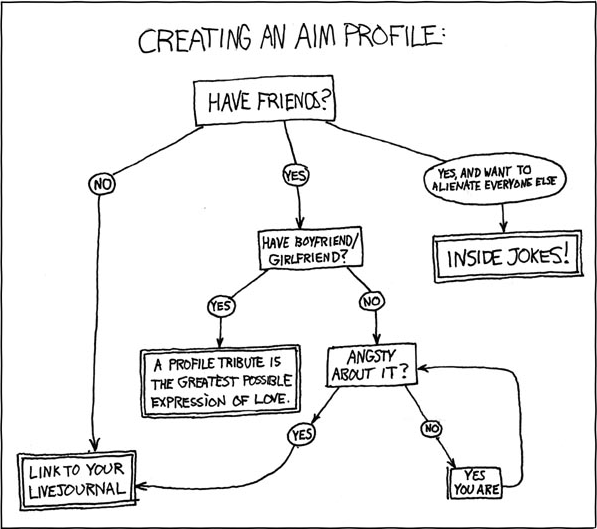 CREATING AN AIM PROFILE:
HAVE FRIENDS?
NO
YES
YES, AND WANT TO
ALIENATE EVERYONE ELSE
INSIDE JOKES!
HAVE BOYFRIEND/
GIRLFRIEND?
YES
NO
A PROFILE TRIBUTE IS
THE GREATEST POSSIBLE
EXPRESSION OF LOVE.
ANGSTY
ABOUT IT?
YES
NO
LINK TO YOUR
LIVEJOURNAL
YES
YOU ARE